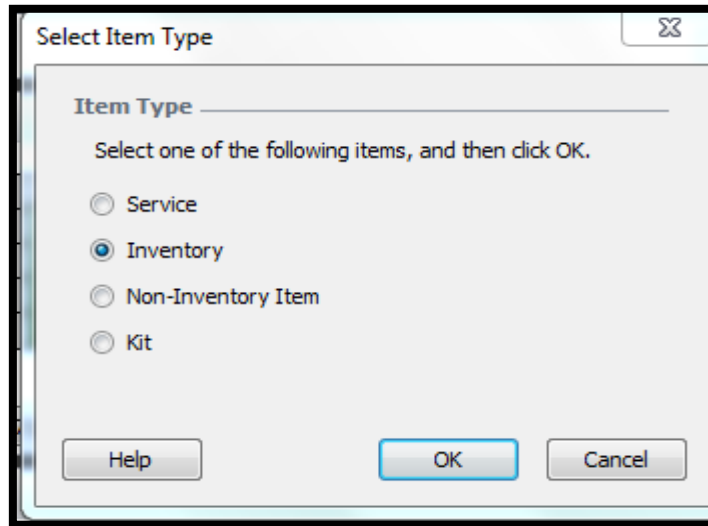 Select Item Type
Item Type
Select one of the following items, and then click OK.
Service
Inventory
Non-Inventory Item
Kit
Help OK Cancel